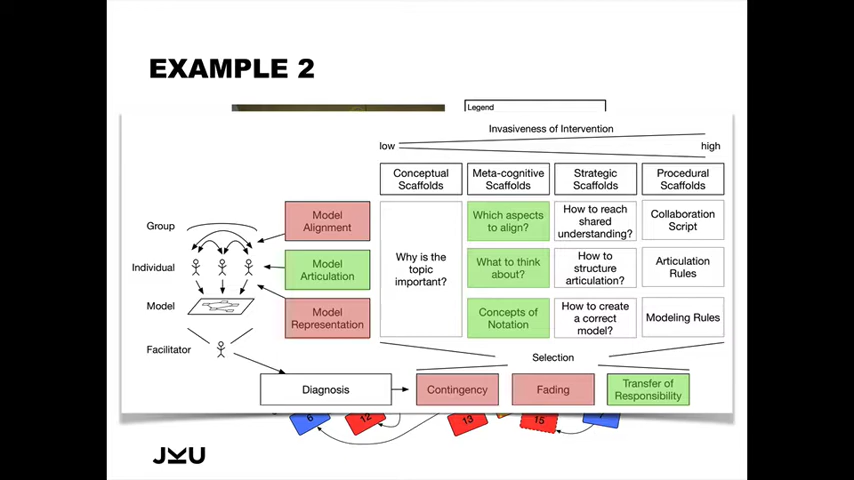 EXAMPLE 2
Legend
Invasiveness of Intervention
low
high
Conceptual
Scaffolds
Meta-cognitive
Scaffolds
Strategic
Scaffolds
Procedural
Scaffolds
Group
Individual
Model
Facilitator
Model
Alignment
Model
Articulation
Model
Representation
Why is the
topic
important?
Which aspects
to align?
What to think
about?
Concepts of
Notation
How to reach
shared
understanding?
How to
structure
articulation?
How to create
a correct
model?
Collaboration
Script
Articulation
Rules
Modeling Rules
Selection
Diagnosis
Contingency
Fading
Transfer of
Responsibility
12
13
15
JKU